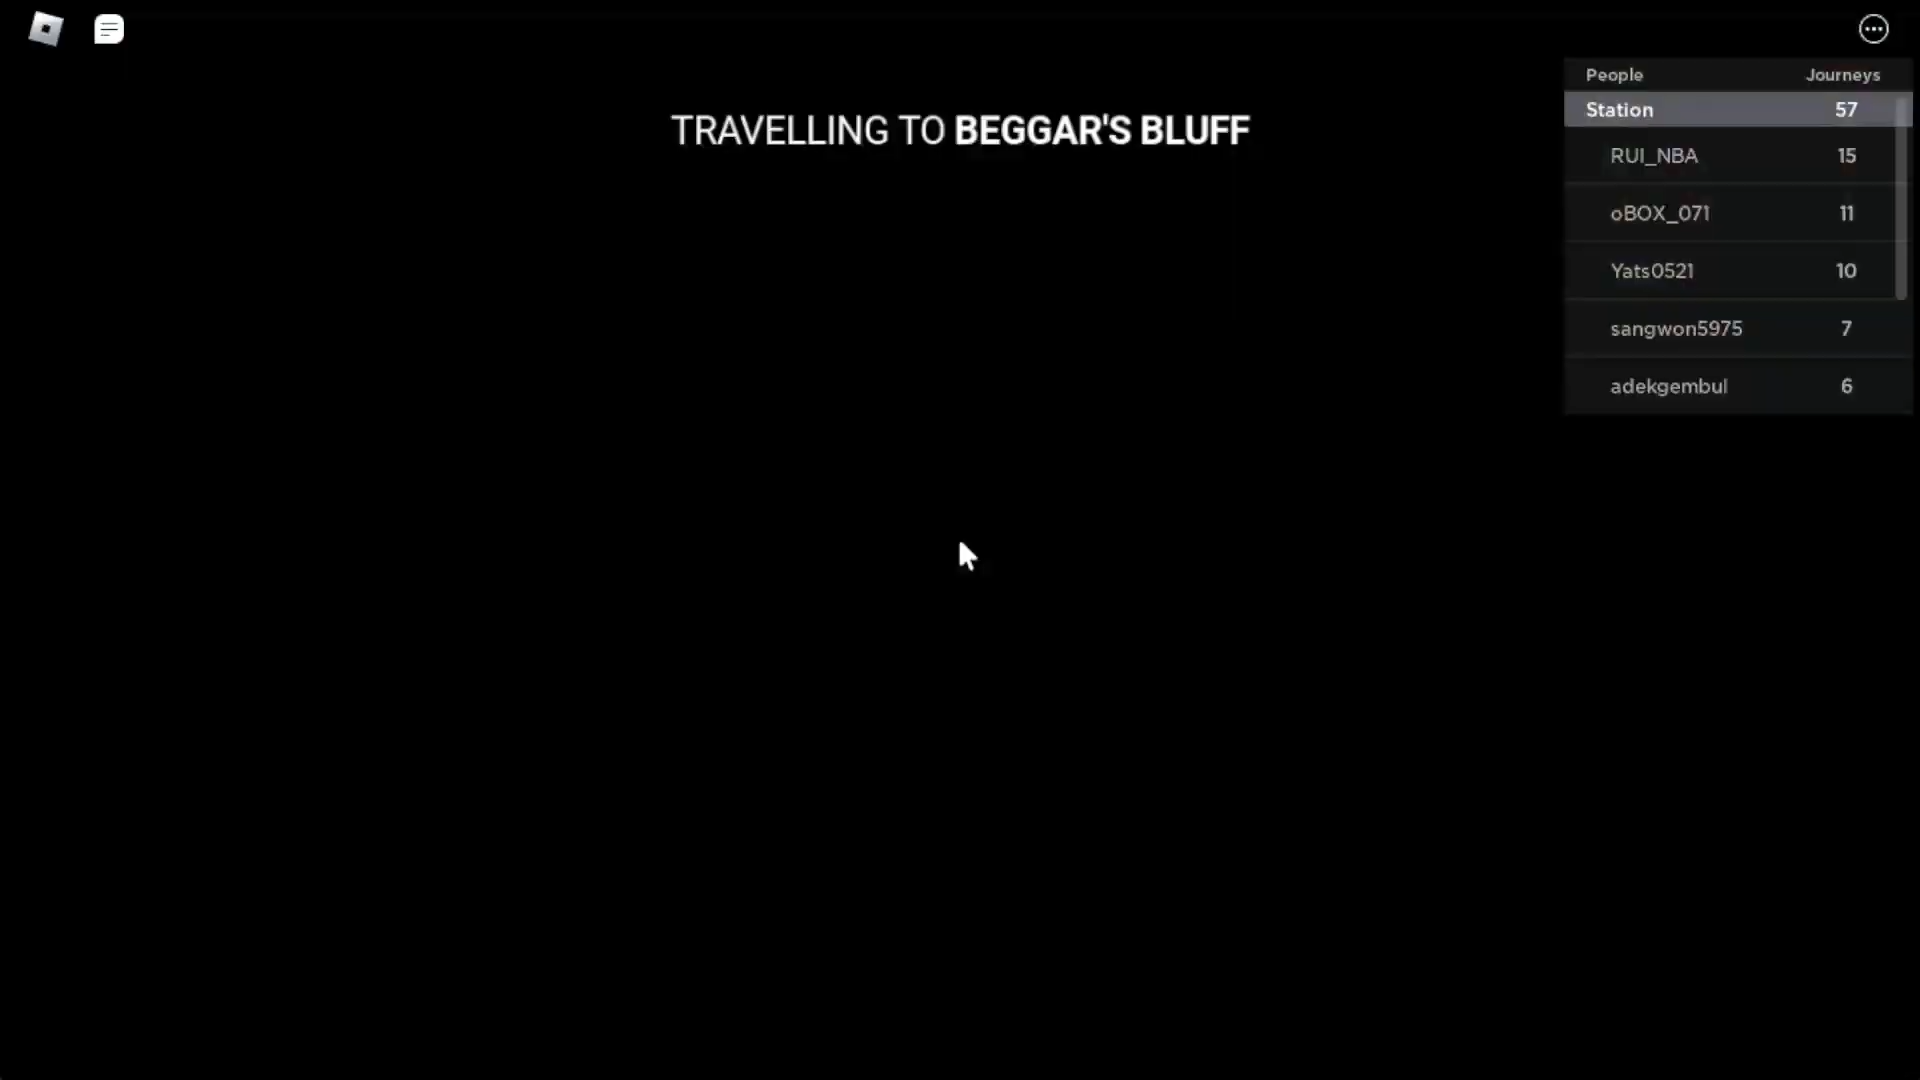 TRAVELLING TO BEGGAR'S BLUFF
People Journeys
Station 57
RUI_NBA 15
oBOX_071 11
Yats0521 10
sangwon5975 7
adekgembul 6